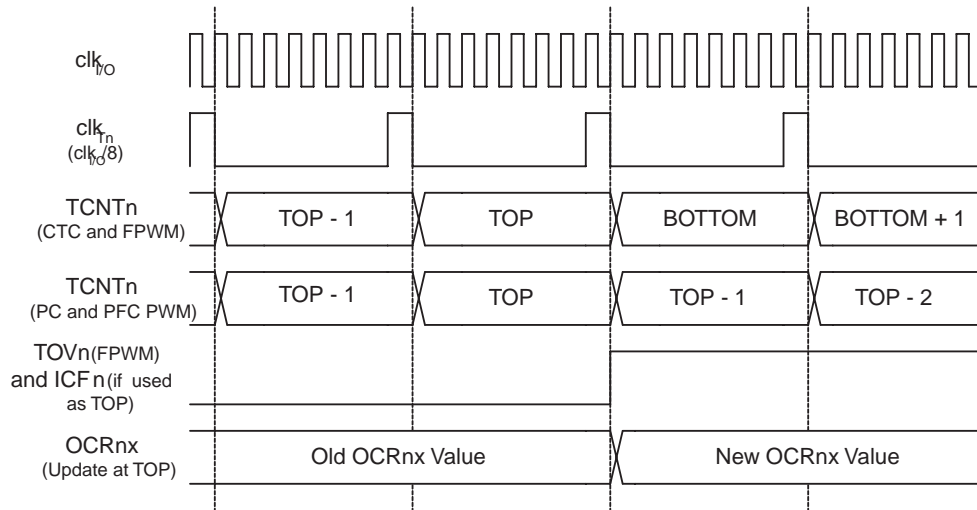 clkI/O
clkTn
(clkI/O/8)
TCNTn
(CTC and FPWM)
TOP - 1 TOP BOTTOM BOTTOM + 1
TCNTn
(PC and PFC PWM)
TOP - 1 TOP TOP - 1 TOP - 2
TOVn(FPWM)
and ICFn(if used
as TOP)
OCRnx
(Update at TOP)
Old OCRnx Value New OCRnx Value